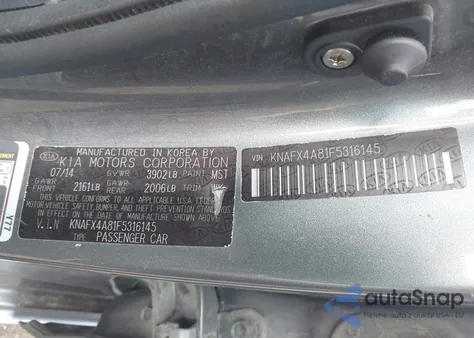 MANUFACTURED IN KOREA BY
KIA MOTORS CORPORATION
07/14 GVWR 3902LB PAINT MST
GAWR FRONT 2161LB GAWR REAR 2006LB TRIM
THIS VEHICLE CONFORMS TO ALL APPLICABLE U.S. FEDERAL
MOTOR VEHICLE SAFETY, BUMPER, AND THEFT PREVENTION
STANDARDS IN EFFECT ON THE DATE OF MANUFACTURE SHOWN ABOVE
V.I.N KNAFX4A81F5316145
TYPE: PASSENGER CAR
VIN KNAFX4A81F5316145
Y77
autoSnap